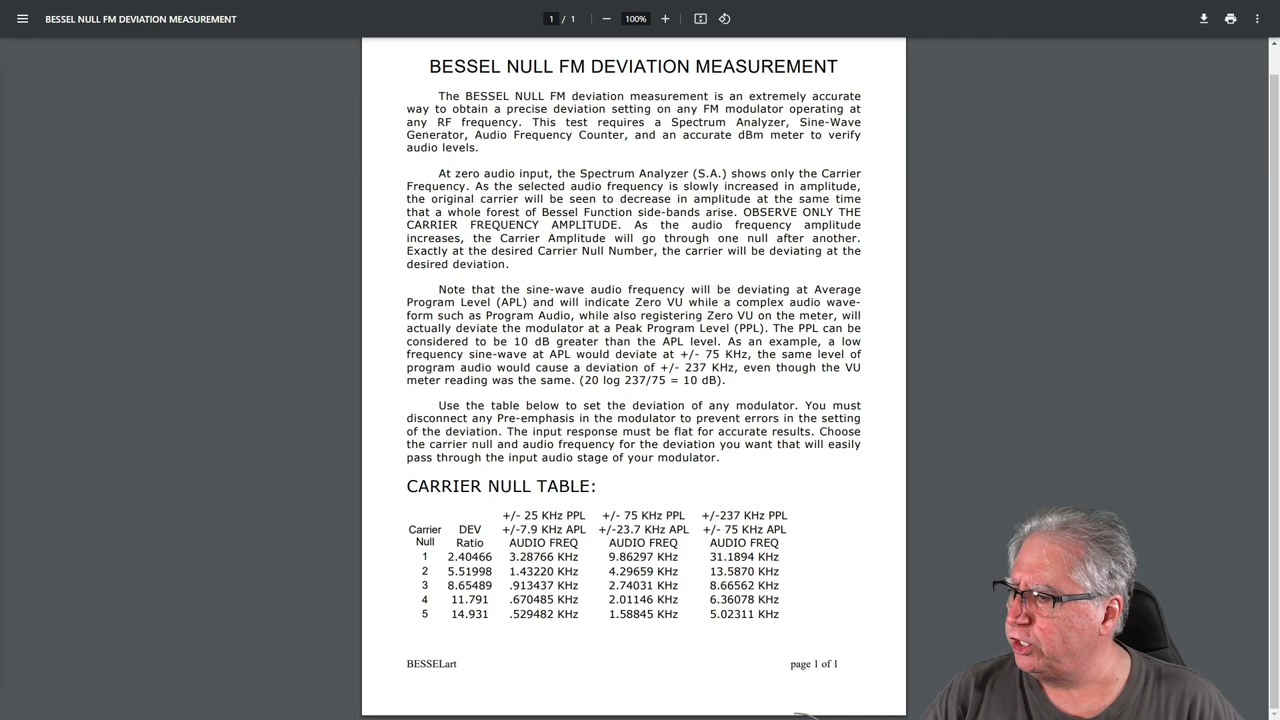 BESSEL NULL FM DEVIATION MEASUREMENT
1 / 1
100%
BESSEL NULL FM DEVIATION MEASUREMENT
The BESSEL NULL FM deviation measurement is an extremely accurate
way to obtain a precise deviation setting on any FM modulator operating at
any RF frequency. This test requires a Spectrum Analyzer, Sine-Wave
Generator, Audio Frequency Counter, and an accurate dBm meter to verify
audio levels.
At zero audio input, the Spectrum Analyzer (S.A.) shows only the Carrier
Frequency. As the selected audio frequency is slowly increased in amplitude,
the original carrier will be seen to decrease in amplitude at the same time
that a whole forest of Bessel Function side-bands arise. OBSERVE ONLY THE
CARRIER FREQUENCY AMPLITUDE. As the audio frequency amplitude
increases, the Carrier Amplitude will go through one null after another.
Exactly at the desired Carrier Null Number, the carrier will be deviating at the
desired deviation.
Note that the sine-wave audio frequency will be deviating at Average
Program Level (APL) and will indicate Zero VU while a complex audio wave-
form such as Program Audio, while also registering Zero VU on the meter, will
actually deviate the modulator at a Peak Program Level (PPL). The PPL can be
considered to be 10 dB greater than the APL level. As an example, a low
frequency sine-wave at APL would deviate at +/- 75 KHz, the same level of
program audio would cause a deviation of +/- 237 KHz, even though the VU
meter reading was the same. (20 log 237/75 = 10 dB).
Use the table below to set the deviation of any modulator. You must
disconnect any Pre-emphasis in the modulator to prevent errors in the setting
of the deviation. The input response must be flat for accurate results. Choose
the carrier null and audio frequency for the deviation you want that will easily
pass through the input audio stage of your modulator.
CARRIER NULL TABLE:
+/- 25 KHz PPL +/- 75 KHz PPL +/-237 KHz PPL
Carrier DEV +/-7.9 KHz APL +/-23.7 KHz APL +/- 75 KHz APL
Null Ratio AUDIO FREQ AUDIO FREQ AUDIO FREQ
1 2.40466 3.28766 KHz 9.86297 KHz 31.1894 KHz
2 5.51998 1.43220 KHz 4.29659 KHz 13.5870 KHz
3 8.65489 .913437 KHz 2.74031 KHz 8.66562 KHz
4 11.791 .670485 KHz 2.01146 KHz 6.36078 KHz
5 14.931 .529482 KHz 1.58845 KHz 5.02311 KHz
BESSELart page 1 of 1